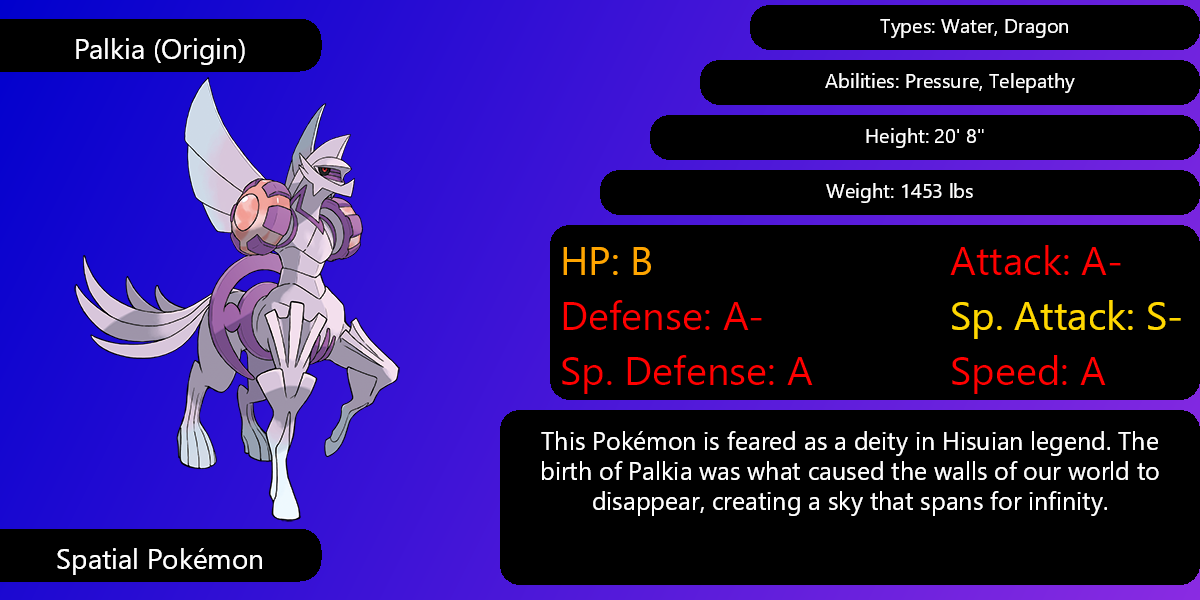 Palkia (Origin)
Types: Water, Dragon
Abilities: Pressure, Telepathy
Height: 20' 8"
Weight: 1453 lbs
HP: B
Attack: A-
Defense: A-
Sp. Attack: S-
Sp. Defense: A
Speed: A
This Pokémon is feared as a deity in Hisuian legend. The
birth of Palkia was what caused the walls of our world to
disappear, creating a sky that spans for infinity.
Spatial Pokémon